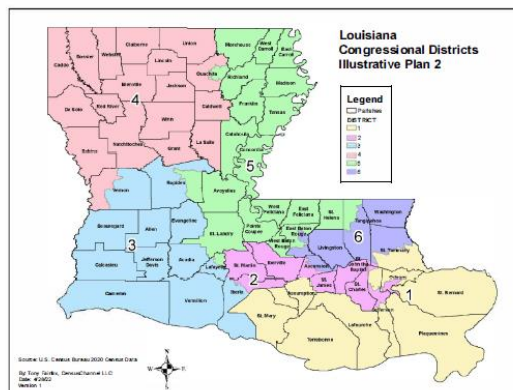 Louisiana
Congressional Districts
Illustrative Plan 2
Legend
Parishes
DISTRICT
1
2
3
4
5
6
Claiborne
Union
Morehouse
West
Carroll
East
Carroll
Caddo
Bossier
Webster
Lincoln
Ouachita
Richland
Madison
Bienville
Jackson
4
De Soto
Red River
Caldwell
Franklin
Tensas
Winn
Natchitoches
Sabine
Grant
La Salle
Catahoula
Concordia
5
Vernon
Rapides
Avoyelles
West
Feliciana
East
Feliciana
St.
Helena
Tangipahoa
Washington
Beauregard
Allen
Evangeline
St. Landry
Pointe
Coupee
East Baton
Rouge
West Baton
Rouge
Livingston
6
St. Tammany
3
Calcasieu
Jefferson
Davis
Acadia
Lafayette
St. Martin
Iberville
Ascension
St.
John the
Baptist
2
St.
James
St.
Charles
Orleans
1
St. Bernard
Cameron
Vermilion
Iberia
Assumption
Jefferson
St. Mary
Lafourche
Plaquemines
Terrebonne
Source: U.S. Census Bureau 2020 Census Data
By: Tony Fairfax, CensusChannel LLC
Version 1
N